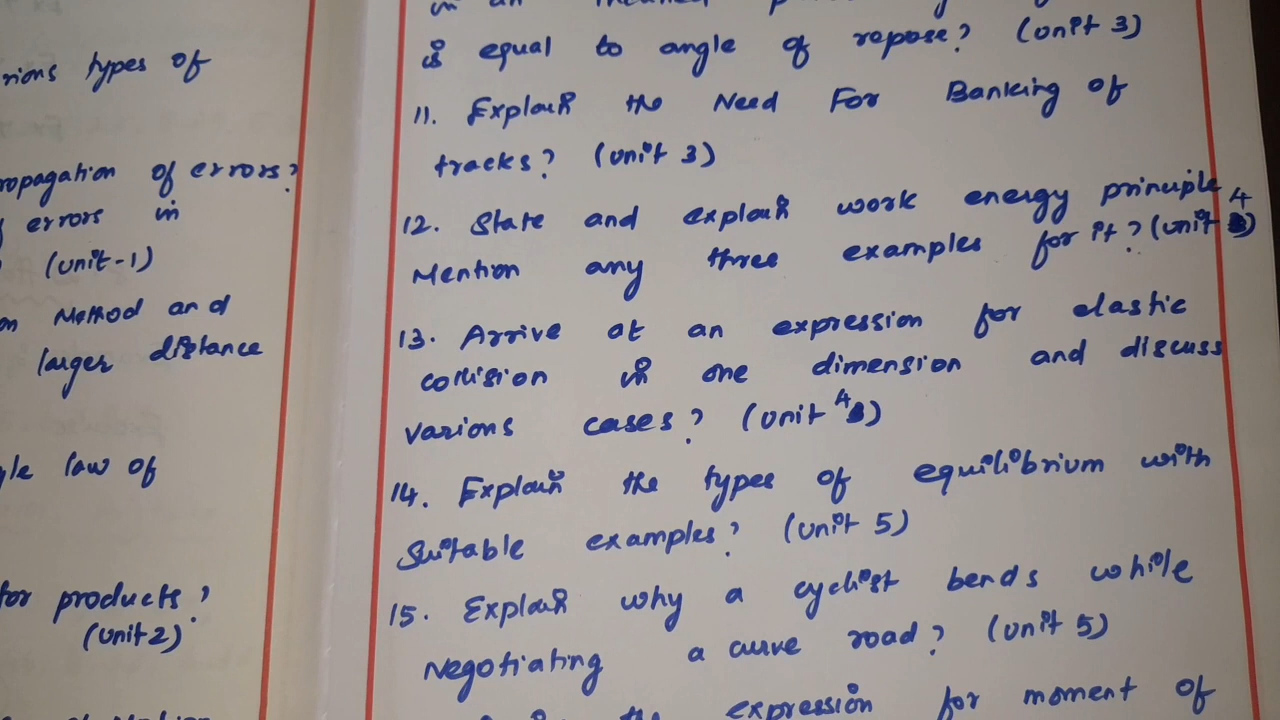 types of
of errors?
errors in
(unit-1)
Method and
larger distance
law of
for products?
(unit 2)
is equal to angle of repose? (unit 3)
11. Explain the Need For Banking of
tracks? (unit 3)
12. State and explain work energy principle
Mention any three examples for it? (unit 4)
13. Arrive at an expression for elastic
collision in one dimension and discuss
various cases? (unit 4)
14. Explain the types of equilibrium with
Suitable examples? (unit 5)
15. Explain why a cyclist bends while
Negotiating a curve road? (unit 5)
the expression for moment of